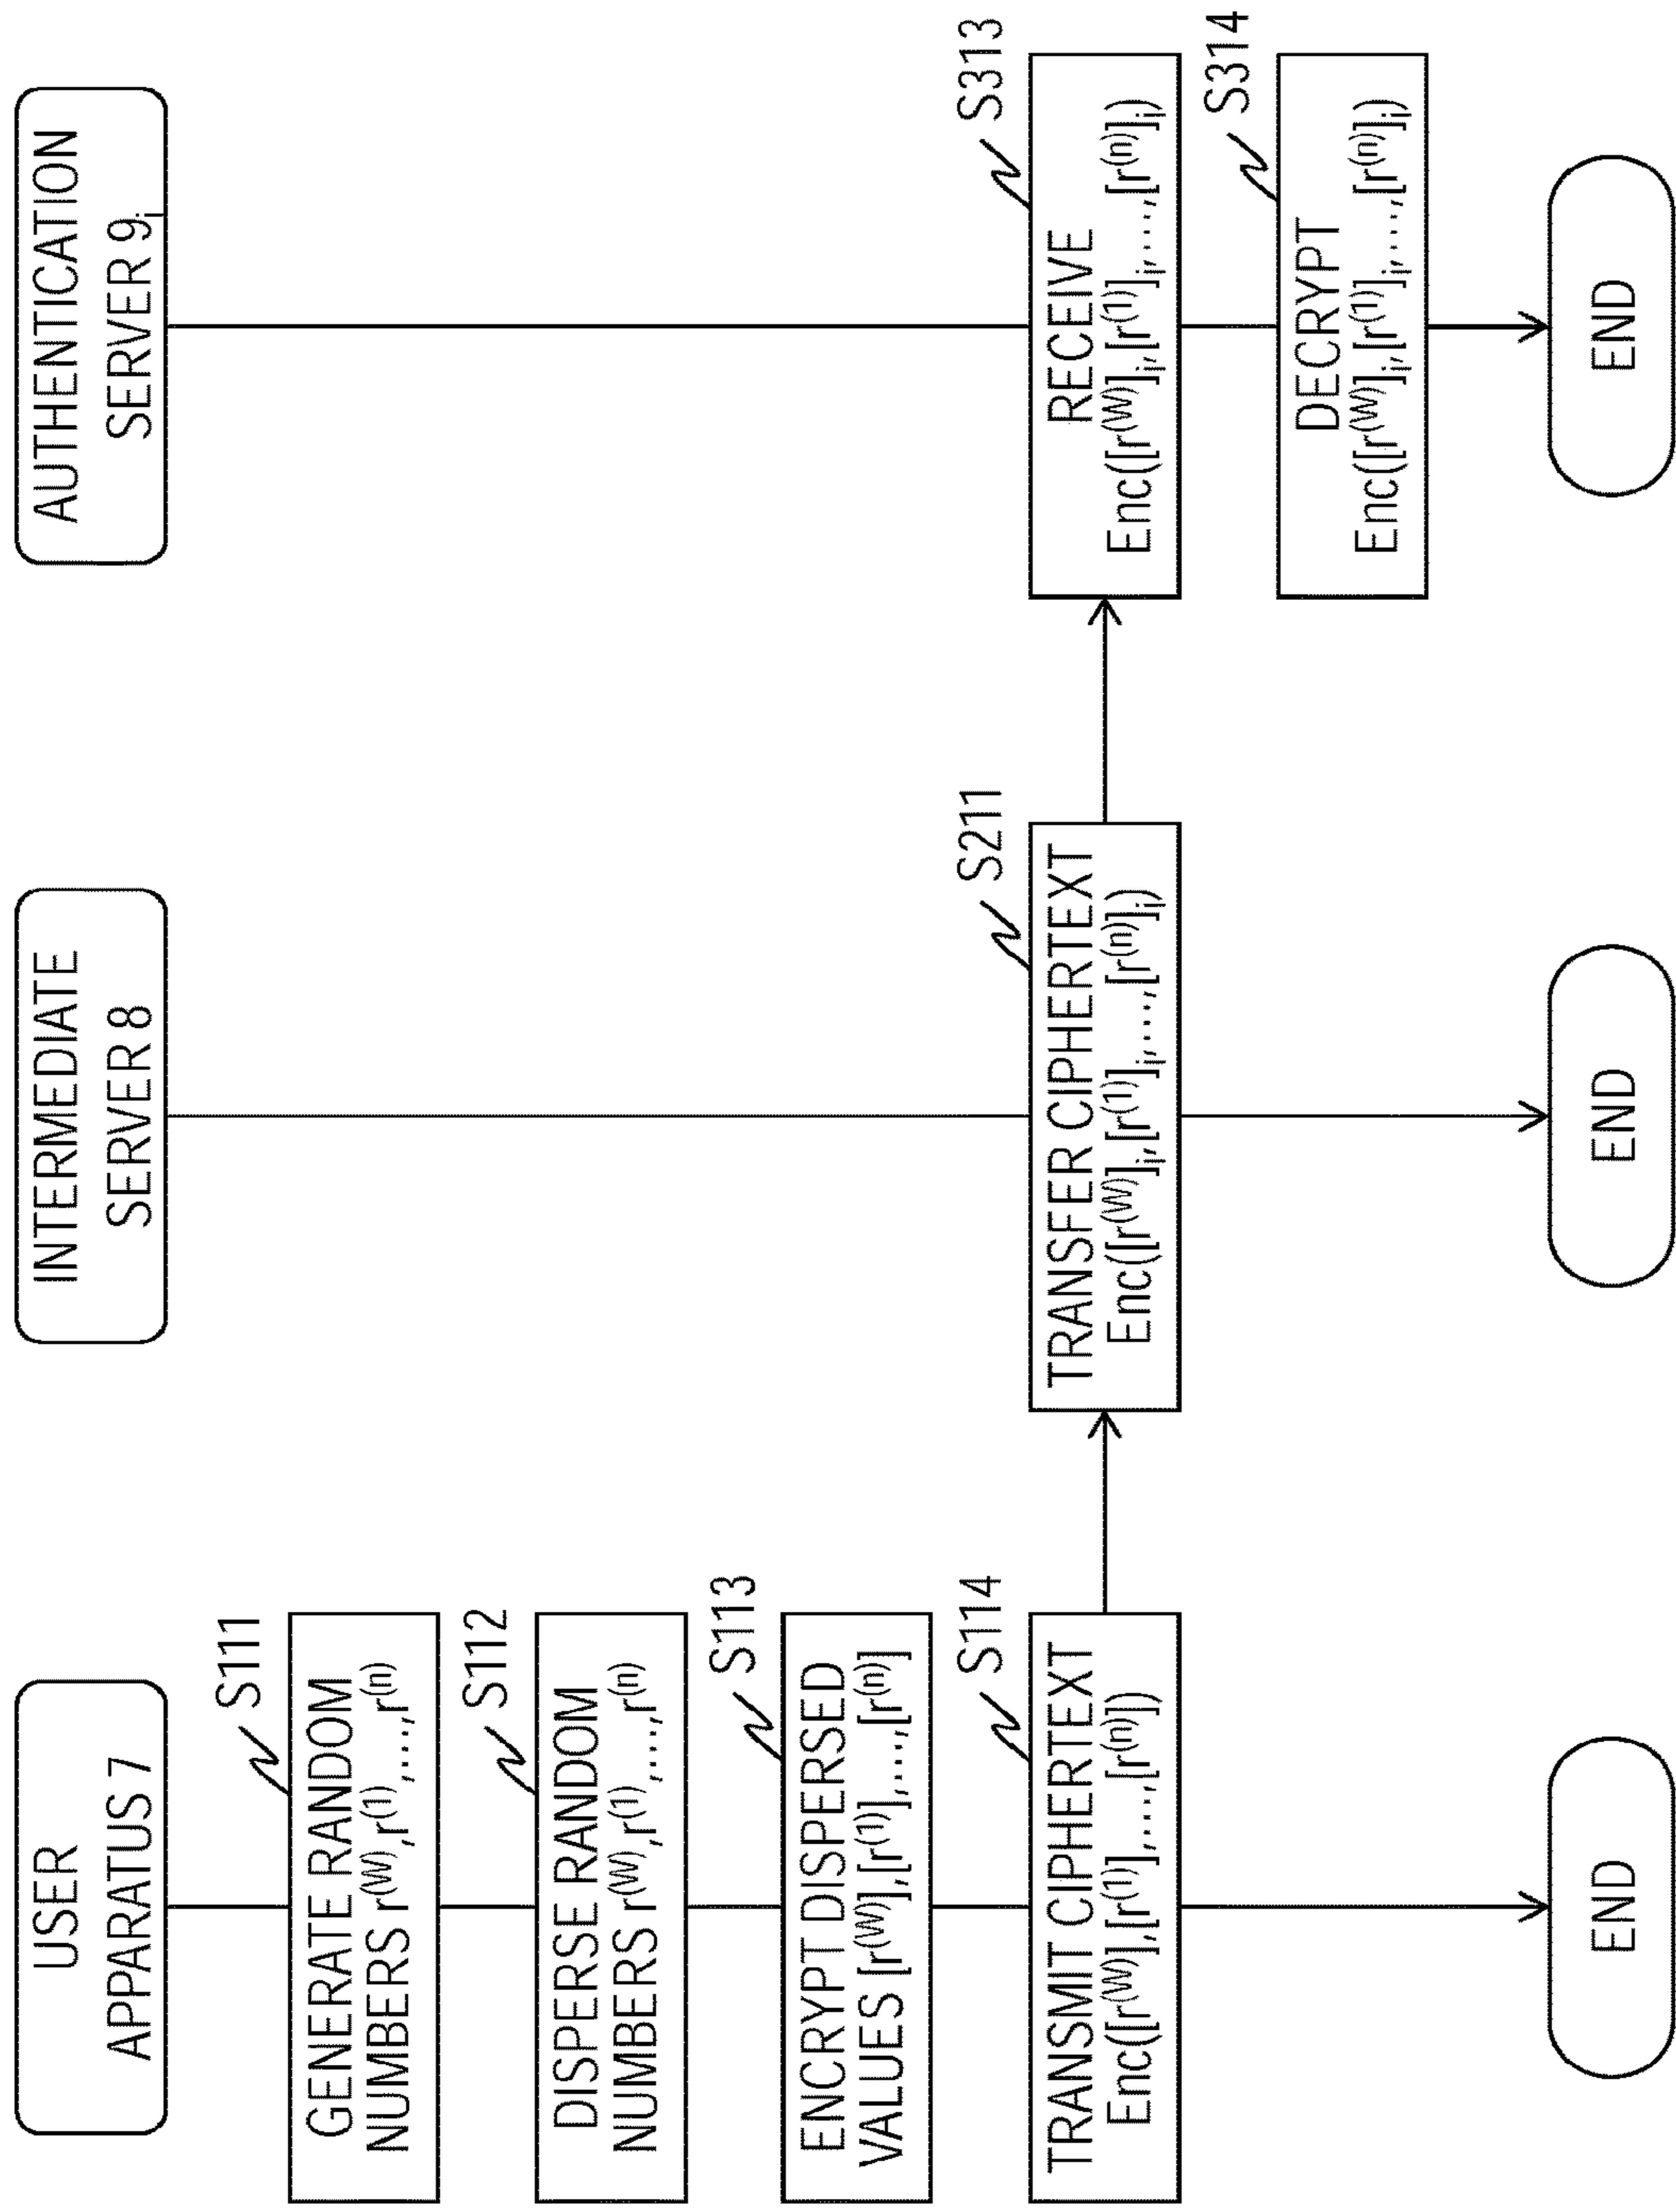 USER
APPARATUS 7
S111
GENERATE RANDOM
NUMBERS r^(W),r^(1),...,r^(n)
S112
DISPERSE RANDOM
NUMBERS r^(W),r^(1),...,r^(n)
S113
ENCRYPT DISPERSED
VALUES [r^(W)],[r^(1)],...,[r^(n)]
S114
TRANSMIT CIPHERTEXT
Enc([r^(W)],[r^(1)],...,[r^(n)])
END
INTERMEDIATE
SERVER 8
S211
TRANSFER CIPHERTEXT
Enc([r^(W)]_i,[r^(1)]_i,...,[r^(n)]_i)
END
AUTHENTICATION
SERVER 9_i
S313
RECEIVE
Enc([r^(W)]_i,[r^(1)]_i,...,[r^(n)]_i)
S314
DECRYPT
Enc([r^(W)]_i,[r^(1)]_i,...,[r^(n)]_i)
END